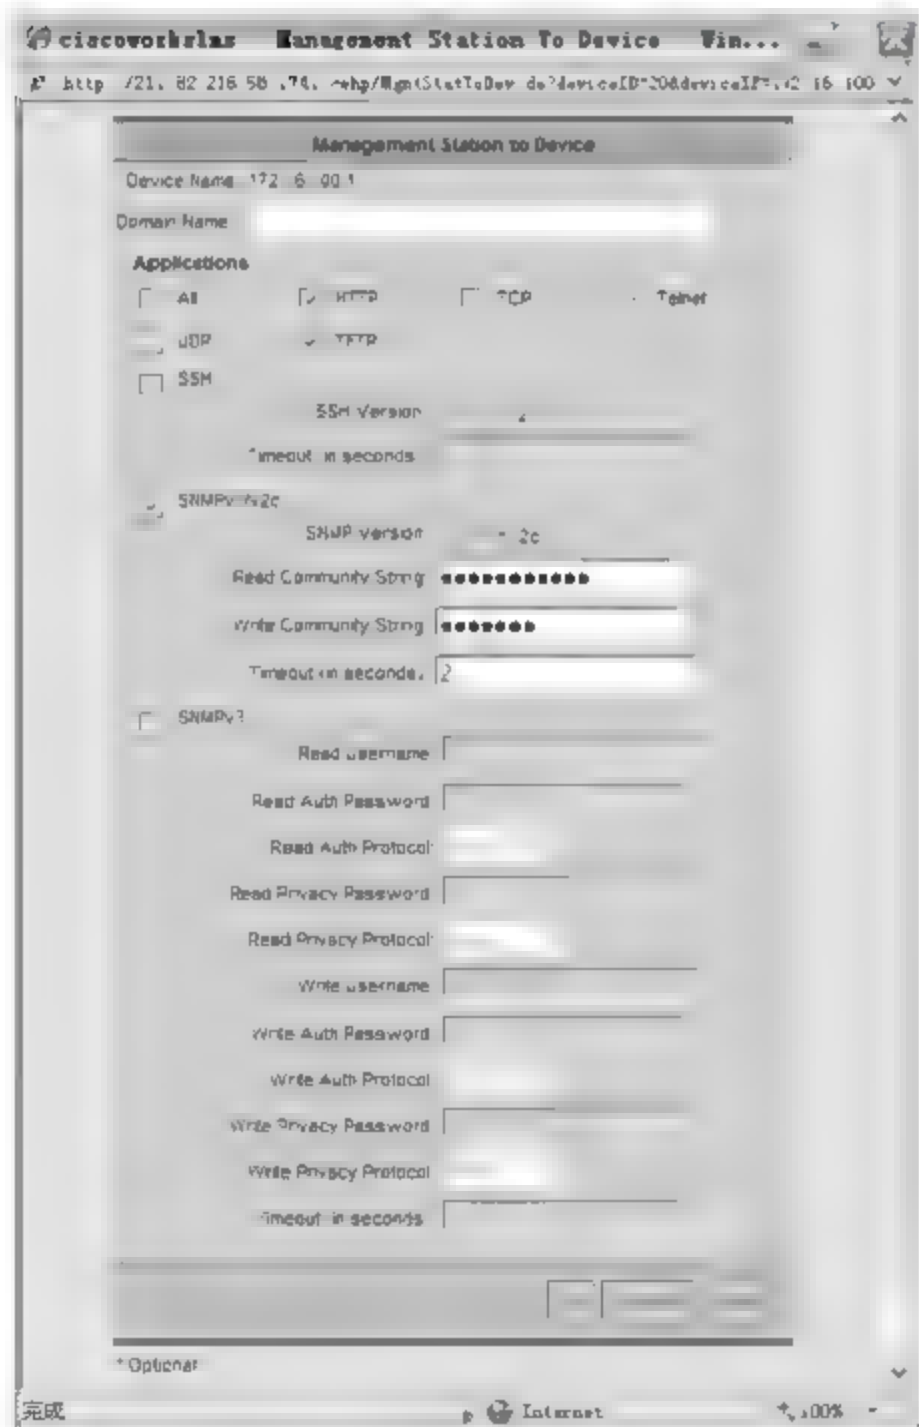 ciscoworkslms Management Station To Device Win...
Management Station to Device
Device Name
Domain Name
Applications
All HTTP TCP Telnet
UDP TFTP
SSH
SSH Version
Timeout in seconds
SNMP Version 2c
Read Community String
Write Community String
Timeout (in seconds) 2
SNMPv3
Read Username
Read Auth Password
Read Auth Protocol
Read Privacy Password
Read Privacy Protocol
Write Username
Write Auth Password
Write Auth Protocol
Write Privacy Password
Write Privacy Protocol
Timeout in seconds
* Optional
完成 Internet 100%